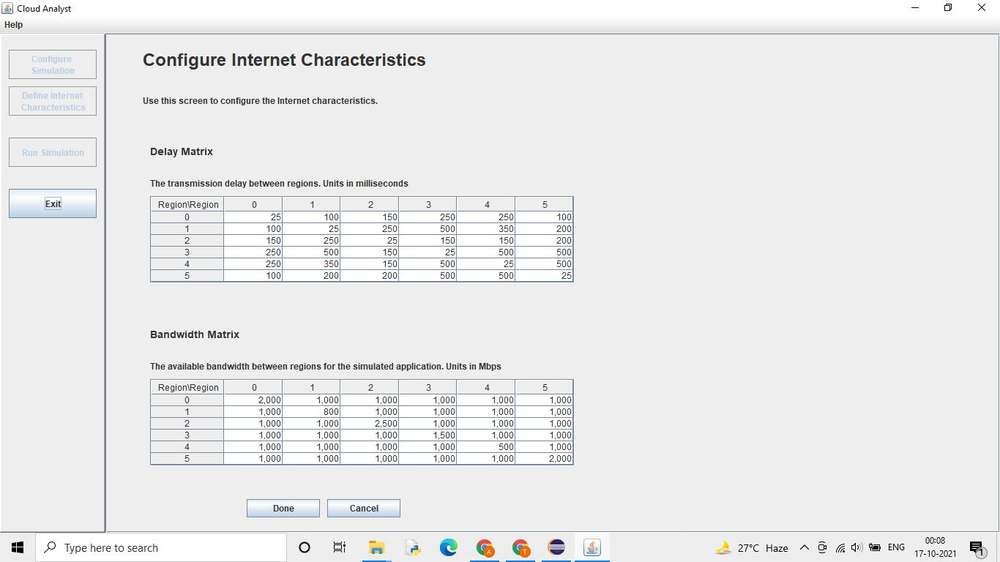 Cloud Analyst
Help
Configure
Simulation
Define Internet
Characteristics
Run Simulation
Exit
Configure Internet Characteristics
Use this screen to configure the Internet characteristics.
Delay Matrix
The transmission delay between regions. Units in milliseconds
Region\Region 0 1 2 3 4 5
0 25 100 150 250 250 100
1 100 25 250 500 350 200
2 150 250 25 150 150 200
3 250 500 150 25 500 500
4 250 350 150 500 25 500
5 100 200 200 500 500 25
Bandwidth Matrix
The available bandwidth between regions for the simulated application. Units in Mbps
Region\Region 0 1 2 3 4 5
0 2,000 1,000 1,000 1,000 1,000 1,000
1 1,000 800 1,000 1,000 1,000 1,000
2 1,000 1,000 2,500 1,000 1,000 1,000
3 1,000 1,000 1,000 1,500 1,000 1,000
4 1,000 1,000 1,000 1,000 500 1,000
5 1,000 1,000 1,000 1,000 1,000 2,000
Done Cancel
Type here to search
A
T
27°C Haze
ENG
00:08
17-10-2021
1